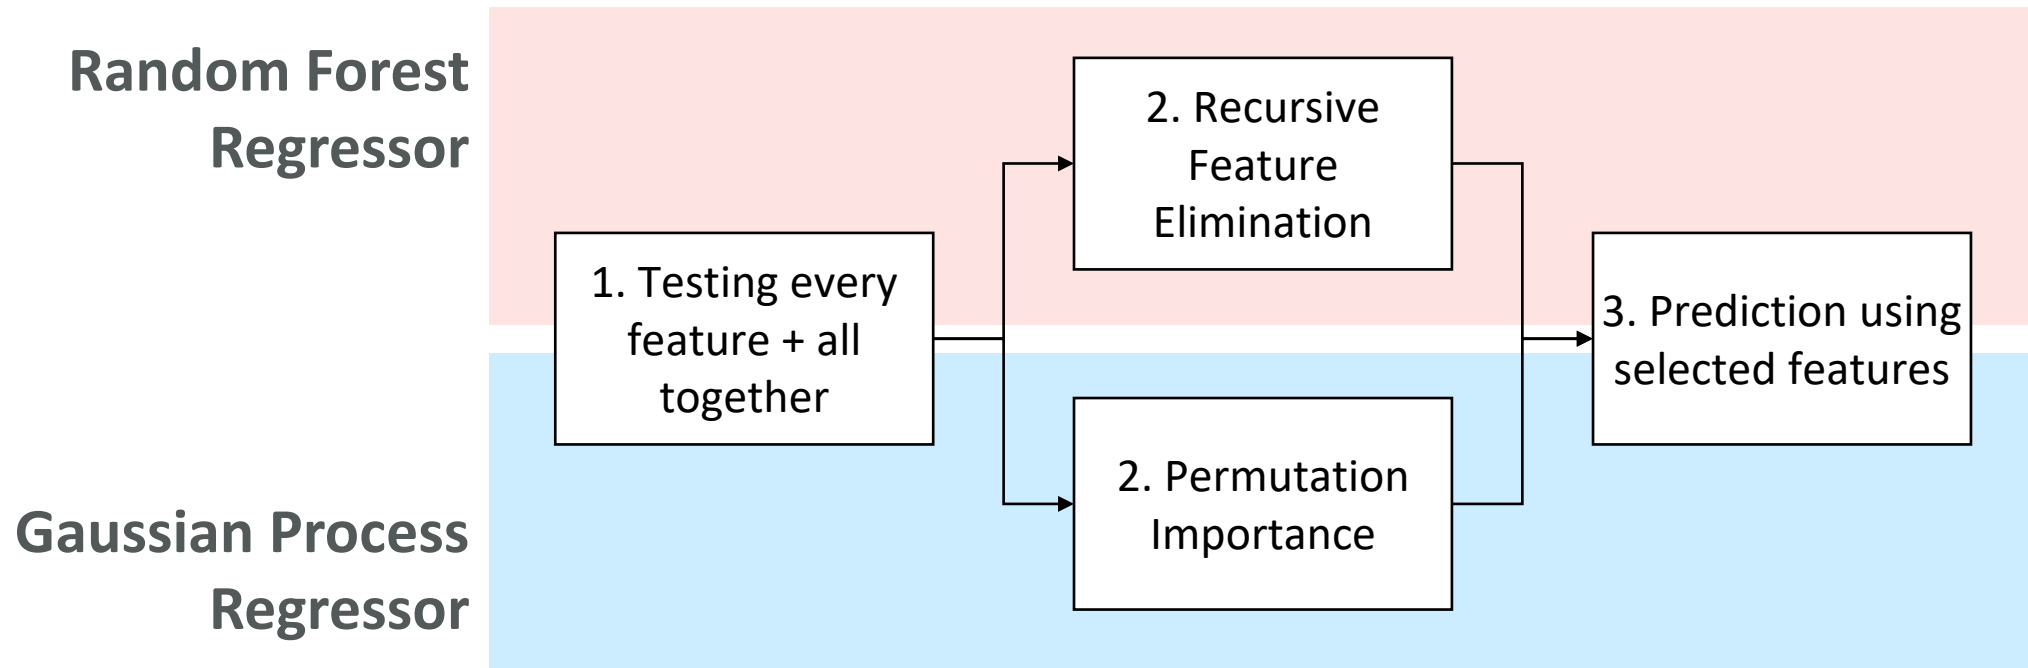 Random Forest
Regressor
2. Recursive
Feature
Elimination
1. Testing every
feature + all
together
3. Prediction using
selected features
2. Permutation
Importance
Gaussian Process
Regressor